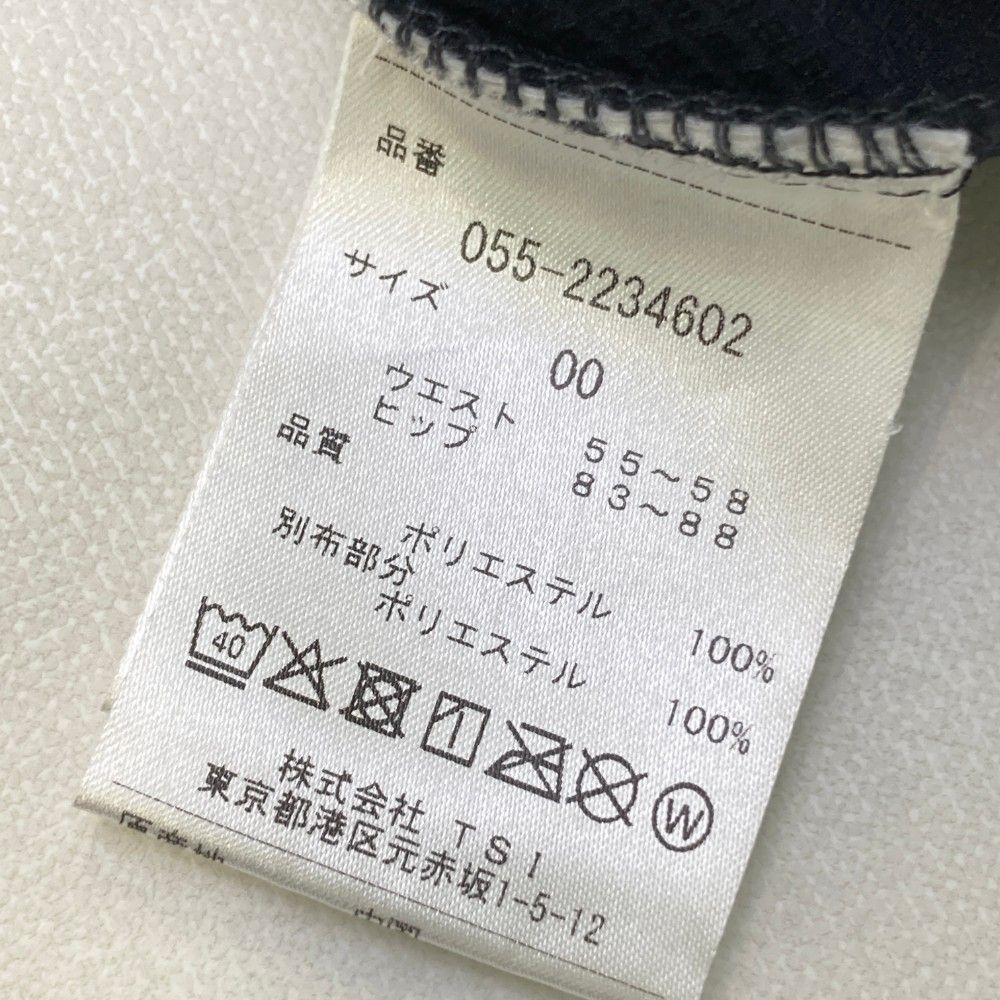 品番
055-2234602
サイズ
00
ウエスト 55～58
ヒップ 83～88
品質
ポリエステル 100%
別布部分
ポリエステル 100%
40
W
株式会社 TSI
東京都港区元赤坂1-5-12